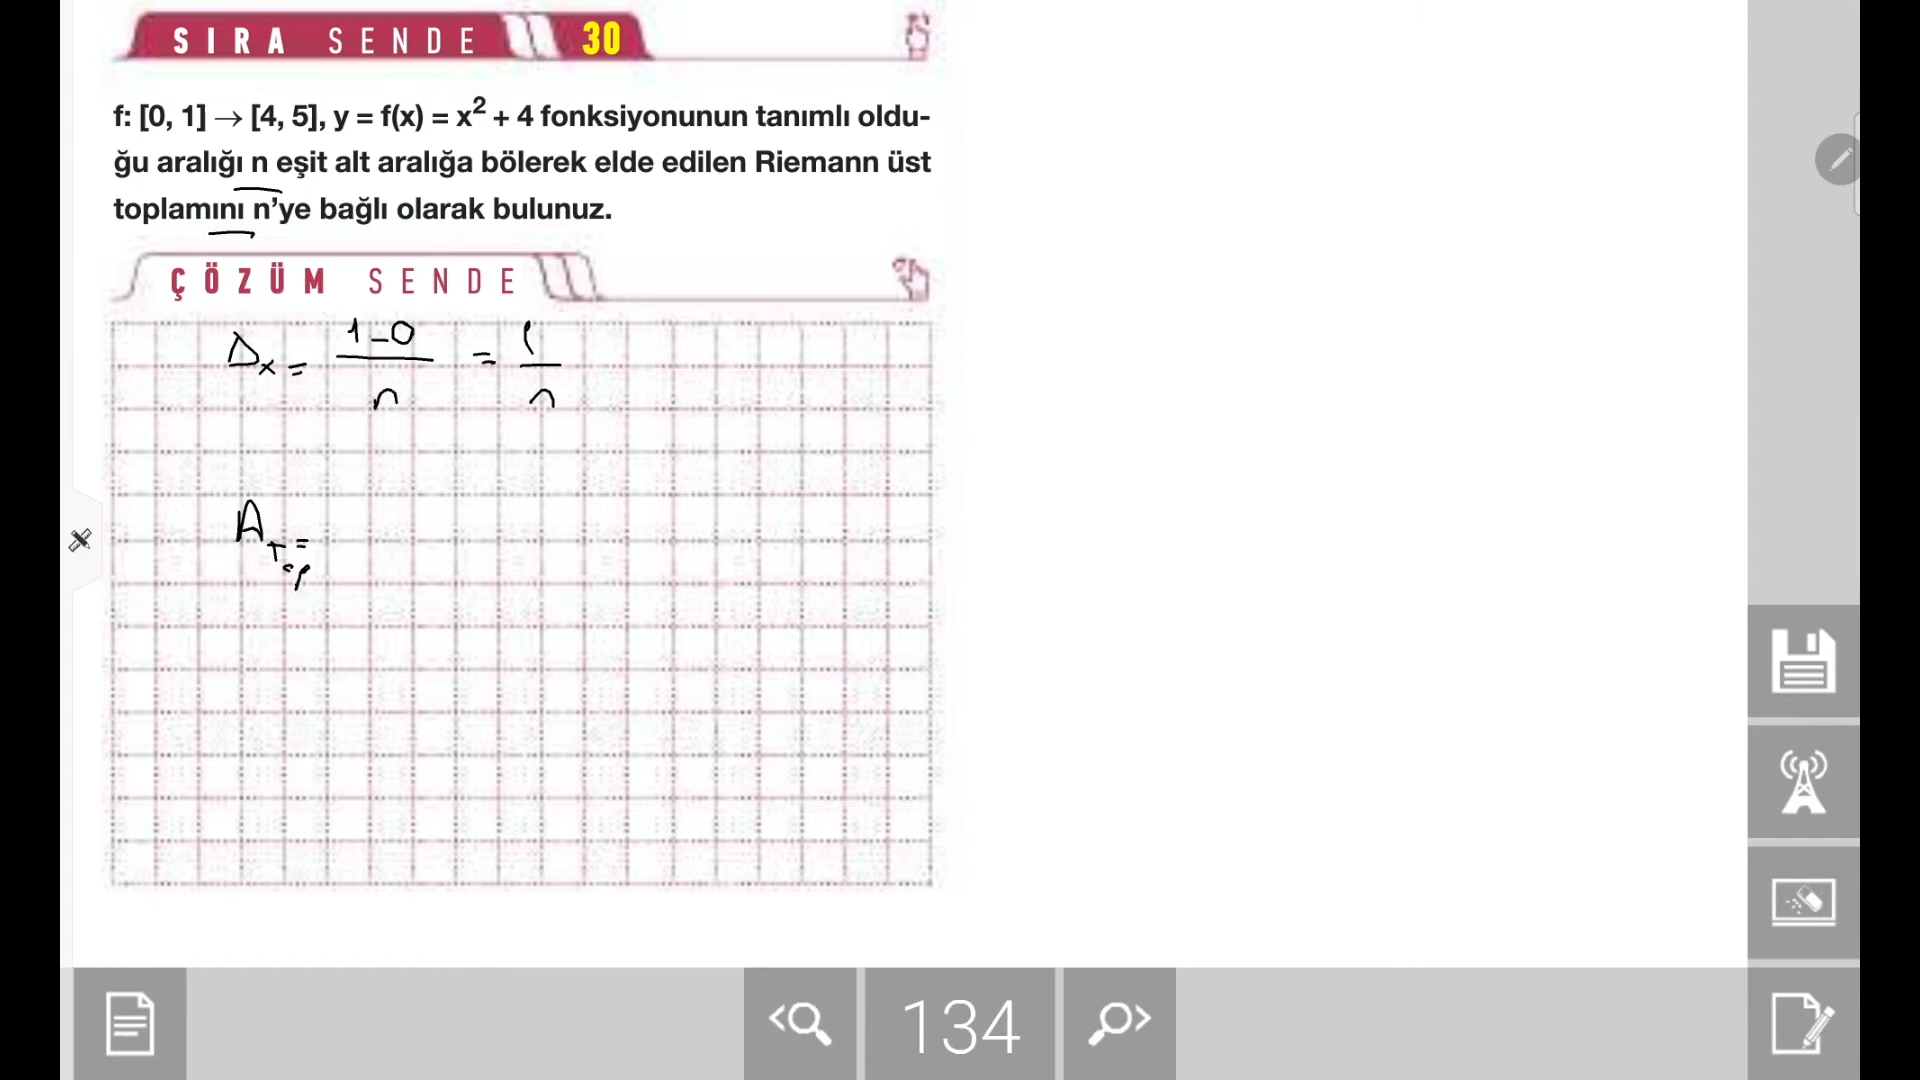 SIRA SENDE 30
f: [0, 1] → [4, 5], y = f(x) = x² + 4 fonksiyonunun tanımlı oldu-
ğu aralığı n eşit alt aralığa bölerek elde edilen Riemann üst
toplamını n’ye bağlı olarak bulunuz.
ÇÖZÜM SENDE
Δx = (1-0)/n = 1/n
A_Top =
134